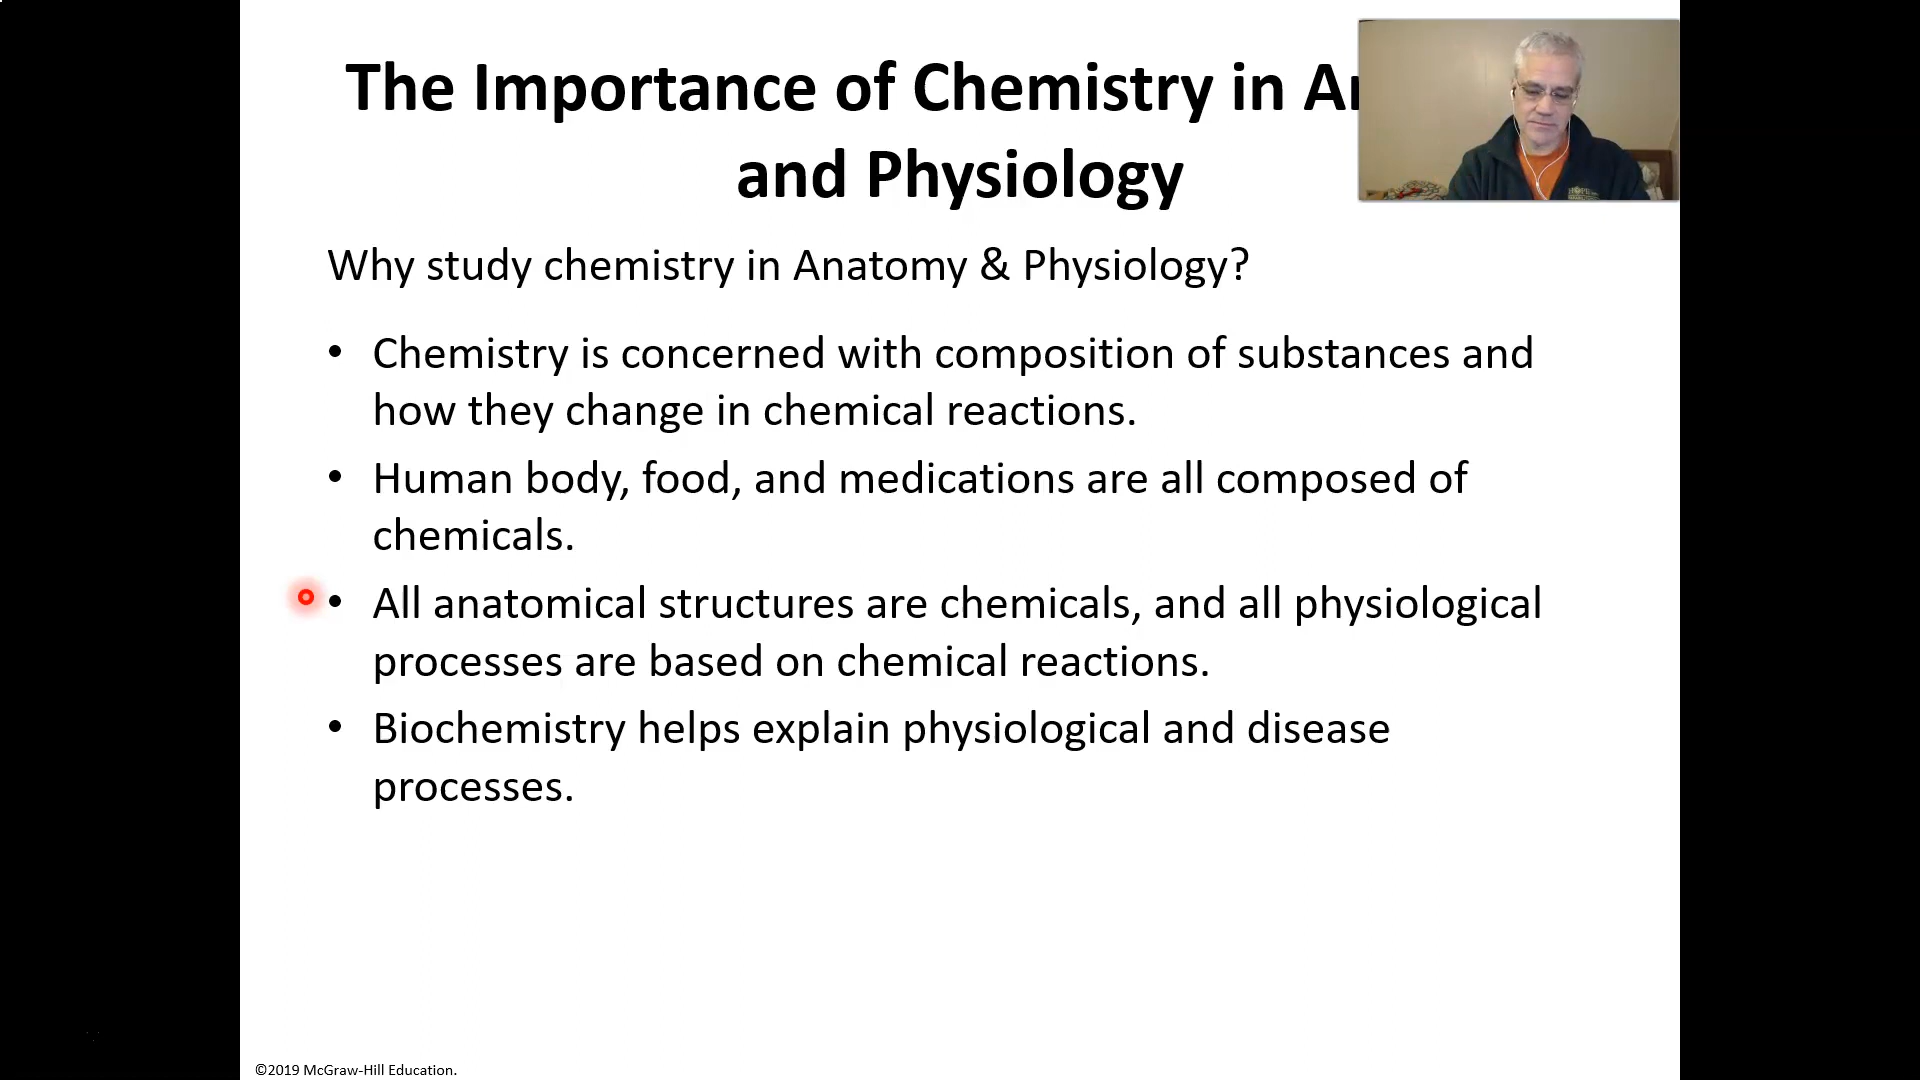 The Importance of Chemistry in
and Physiology
HOPE
Why study chemistry in Anatomy & Physiology?
• Chemistry is concerned with composition of substances and
how they change in chemical reactions.
• Human body, food, and medications are all composed of
chemicals.
• All anatomical structures are chemicals, and all physiological
processes are based on chemical reactions.
• Biochemistry helps explain physiological and disease
processes.
©2019 McGraw-Hill Education.